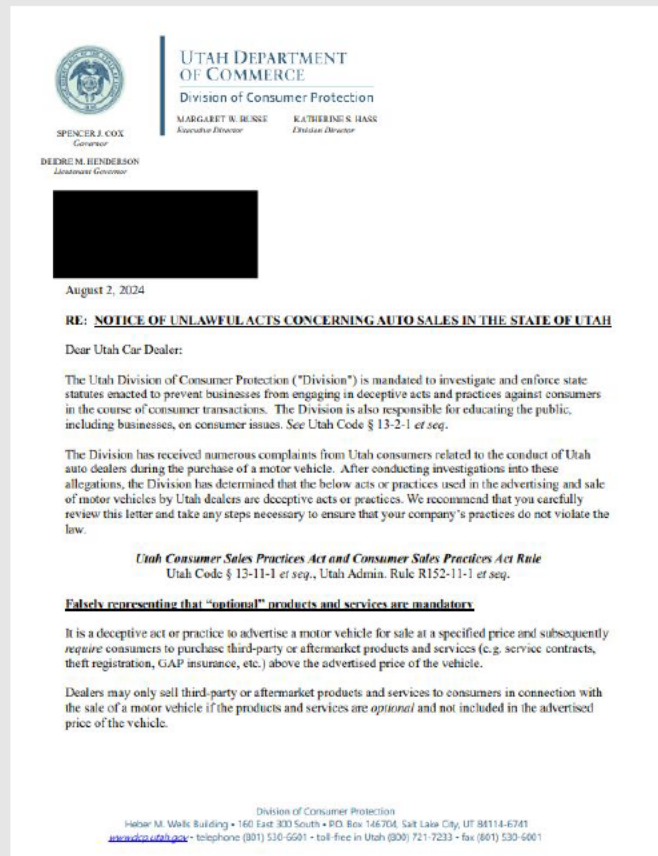 UTAH DEPARTMENT
OF COMMERCE
Division of Consumer Protection
MARGARET W. BUSSE KATHERINE S. HASS
Executive Director Division Director
SPENCER J. COX
Governor
DEIDRE M. HENDERSON
Lieutenant Governor
August 2, 2024
RE: NOTICE OF UNLAWFUL ACTS CONCERNING AUTO SALES IN THE STATE OF UTAH
Dear Utah Car Dealer:
The Utah Division of Consumer Protection ("Division") is mandated to investigate and enforce state
statutes enacted to prevent businesses from engaging in deceptive acts and practices against consumers
in the course of consumer transactions. The Division is also responsible for educating the public,
including businesses, on consumer issues. See Utah Code § 13-2-1 et seq.
The Division has received numerous complaints from Utah consumers related to the conduct of Utah
auto dealers during the purchase of a motor vehicle. After conducting investigations into these
allegations, the Division has determined that the below acts or practices used in the advertising and sale
of motor vehicles by Utah dealers are deceptive acts or practices. We recommend that you carefully
review this letter and take any steps necessary to ensure that your company's practices do not violate the
law.
Utah Consumer Sales Practices Act and Consumer Sales Practices Act Rule
Utah Code § 13-11-1 et seq., Utah Admin. Rule R152-11-1 et seq.
Falsely representing that "optional" products and services are mandatory
It is a deceptive act or practice to advertise a motor vehicle for sale at a specified price and subsequently
require consumers to purchase third-party or aftermarket products and services (e.g. service contracts,
theft registration, GAP insurance, etc.) above the advertised price of the vehicle.
Dealers may only sell third-party or aftermarket products and services to consumers in connection with
the sale of a motor vehicle if the products and services are optional and not included in the advertised
price of the vehicle.
Division of Consumer Protection
Heber M. Wells Building • 160 East 300 South • P.O. Box 146704, Salt Lake City, UT 84114-6741
www.dcp.utah.gov • telephone (801) 530-6601 • toll-free in Utah (800) 721-7233 • fax (801) 530-6001